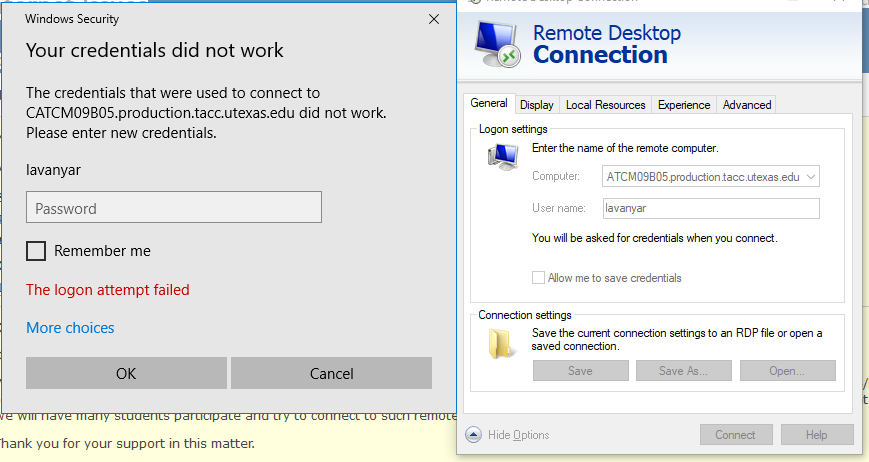 Windows Security
Your credentials did not work
The credentials that were used to connect to
CATCM09B05.production.tacc.utexas.edu did not work.
Please enter new credentials.
lavanyar
Password
Remember me
The logon attempt failed
More choices
OK
Cancel
Remote Desktop Connection
Remote Desktop
Connection
General
Display
Local Resources
Experience
Advanced
Logon settings
Enter the name of the remote computer.
Computer:
ATCM09B05.production.tacc.utexas.edu
User name:
lavanyar
You will be asked for credentials when you connect.
Allow me to save credentials
Connection settings
Save the current connection settings to an RDP file or open a
saved connection.
Save
Save As...
Open...
Hide Options
Connect
Help
we will have many students participate and try to connect to such remote
Thank you for your support in this matter.